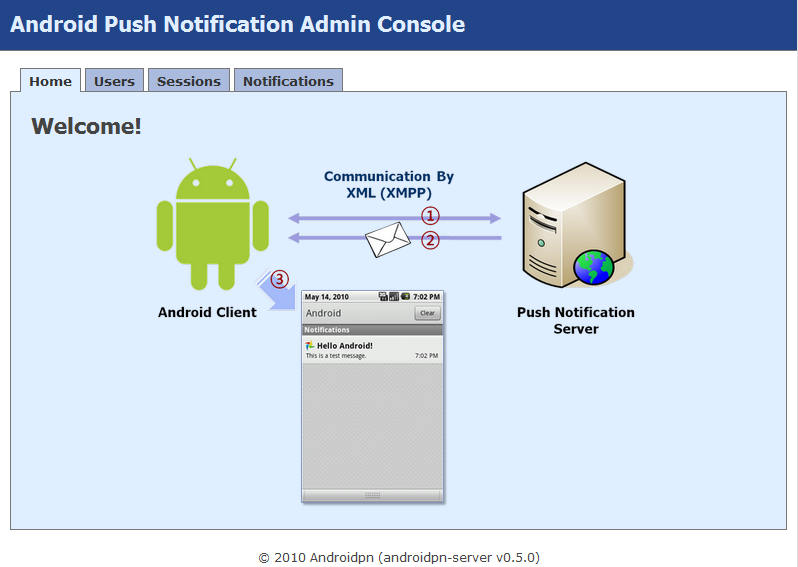 Android Push Notification Admin Console
Home Users Sessions Notifications
Welcome!
Communication By
XML (XMPP)
1
2
3
Android Client
Push Notification
Server
May 14, 2010 7:02 PM
Android Clear
Notifications
Hello Android!
This is a test message. 7:02 PM
© 2010 Androidpn (androidpn-server v0.5.0)